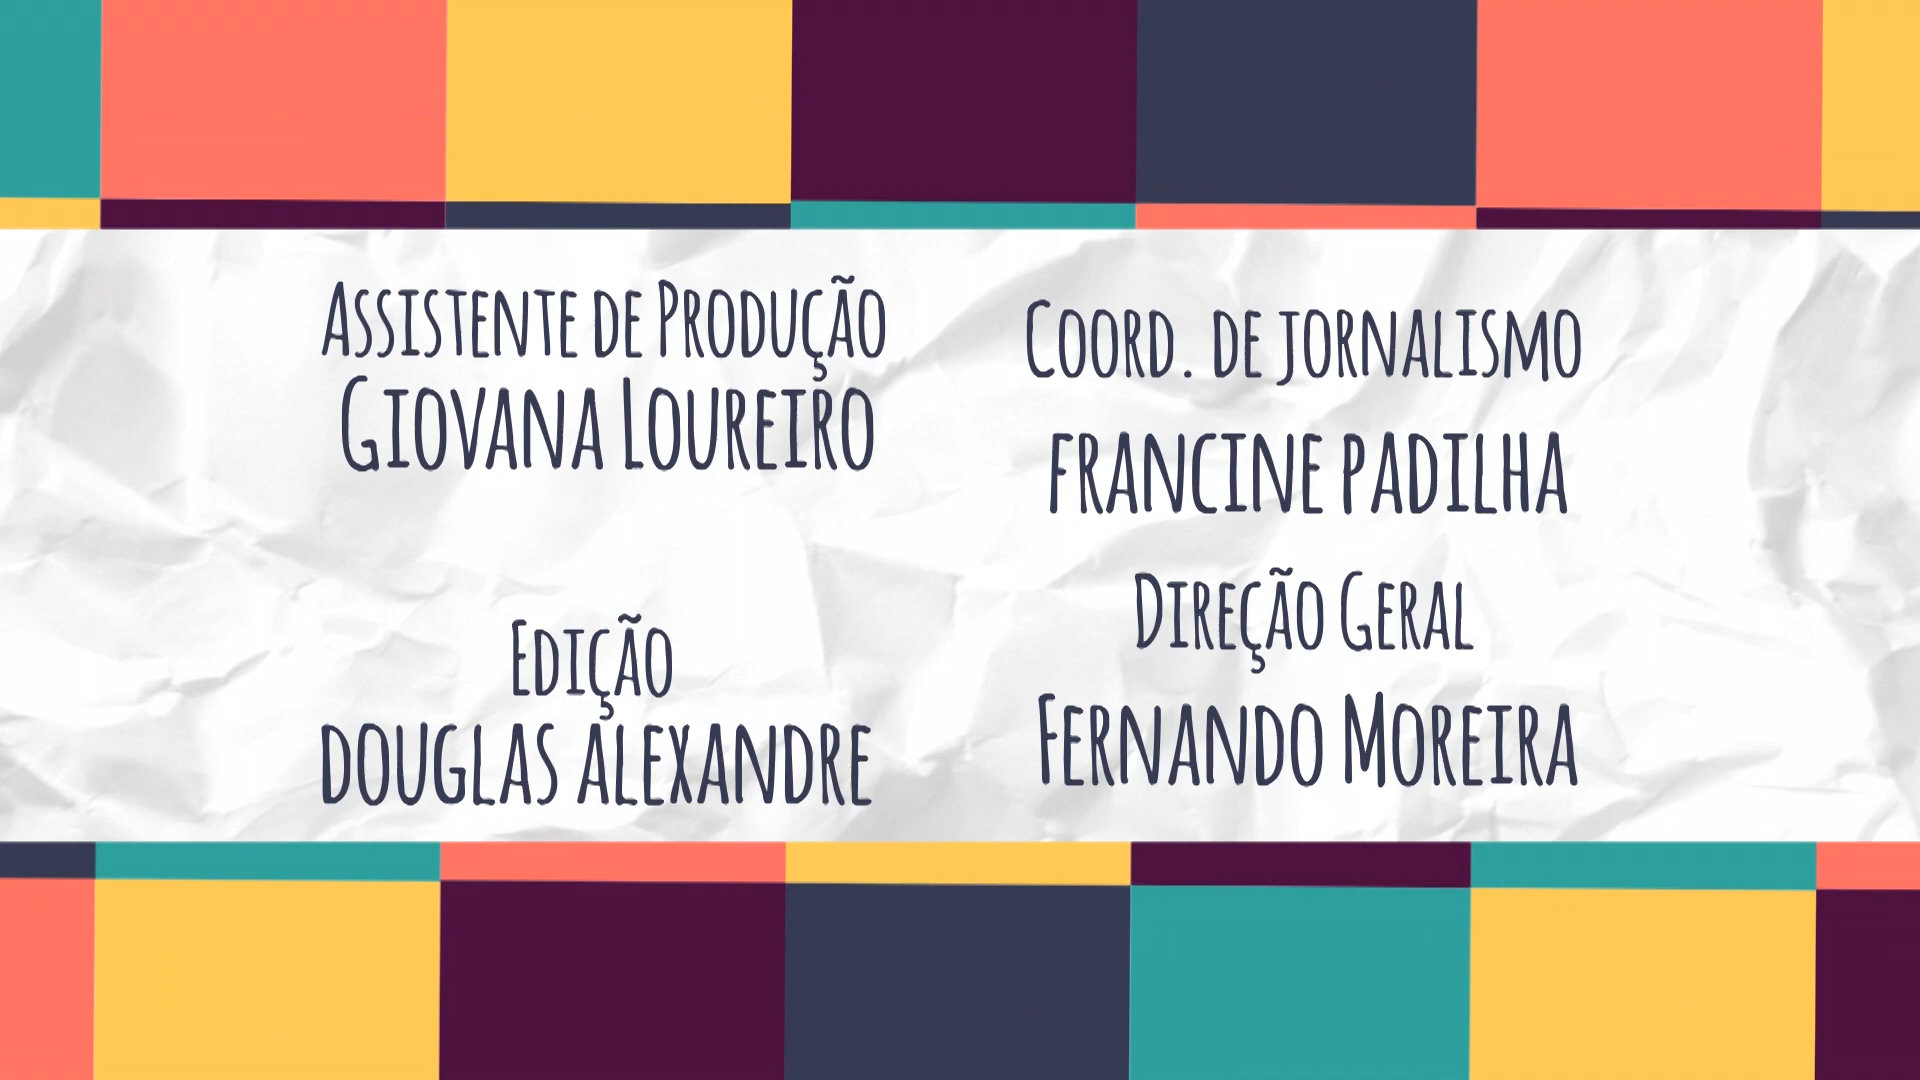 Assistente de Produção
Giovana Loureiro
Edição
douglas alexandre
Coord. de jornalismo
francine padilha
Direção Geral
Fernando Moreira